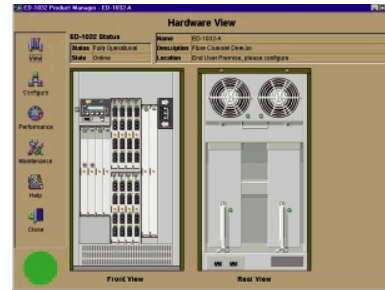 ED-1032 Product Manager - ED-1032-A
Hardware View
ED-1032 Status
Status Fully Operational
State Online
Name ED-1032-A
Description Fibre Channel Director
Location End User Premise, please configure
View
Configure
Performance
Maintenance
Help
Close
Front View
Rear View